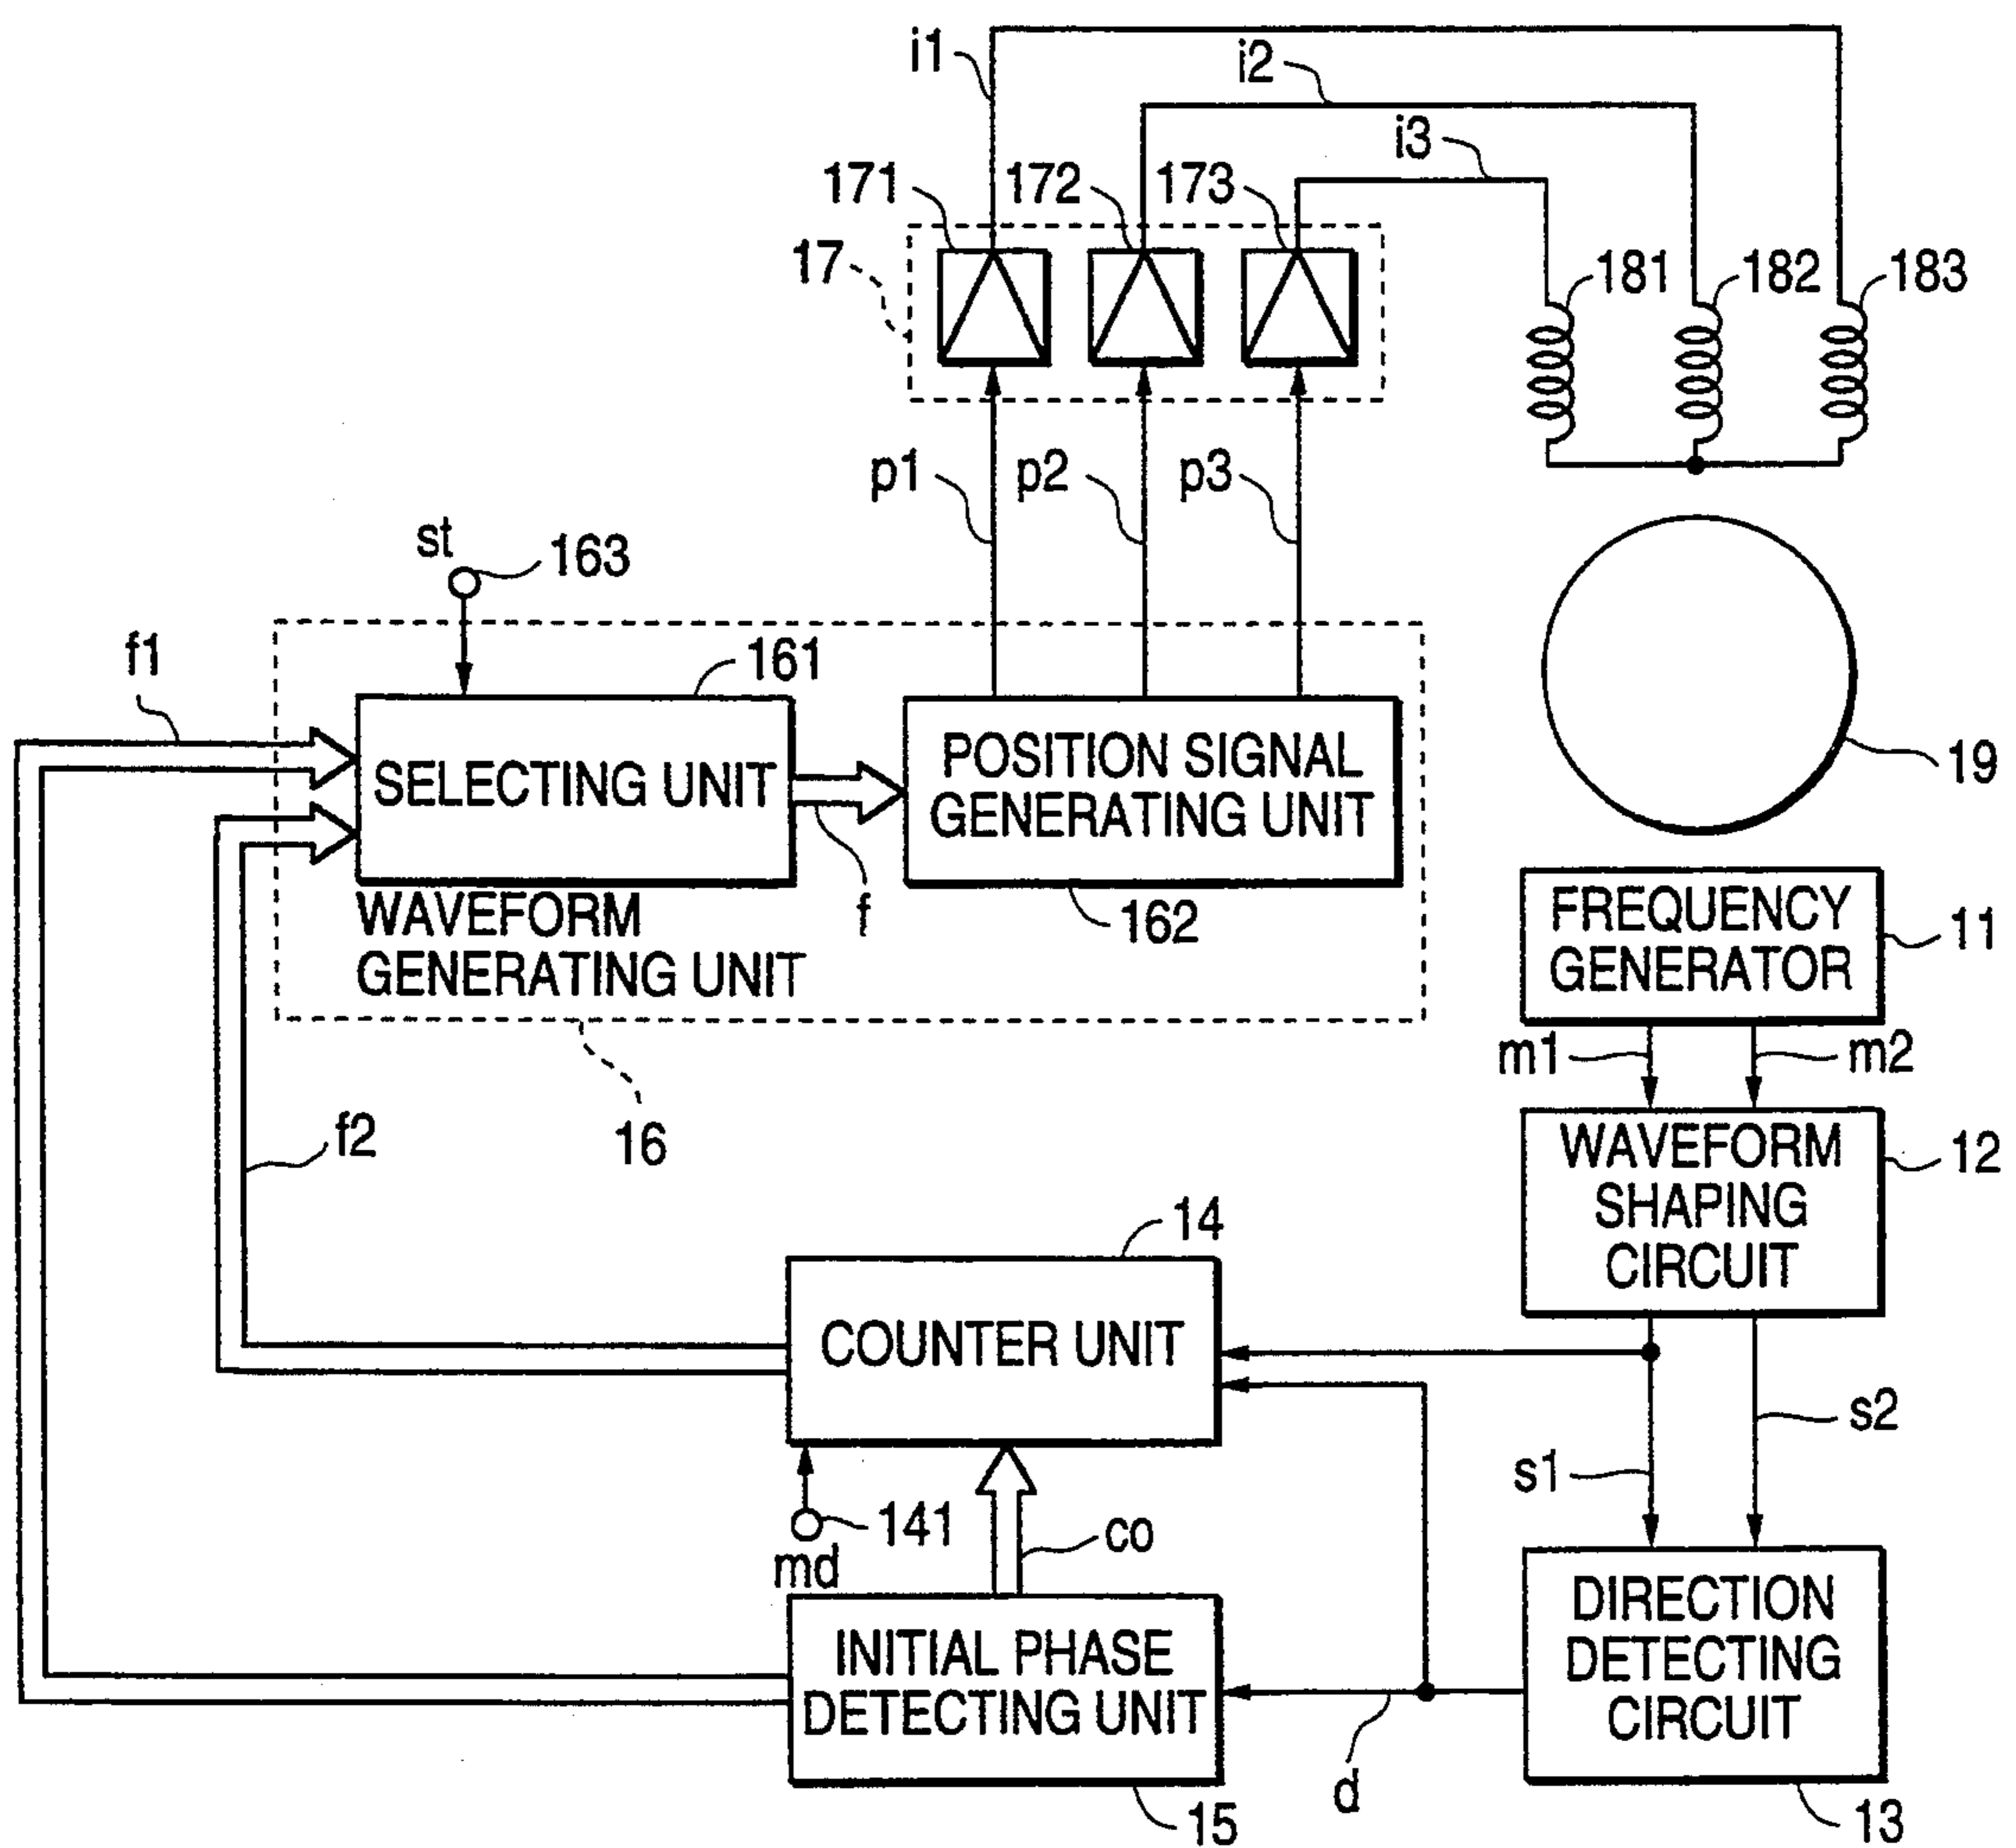 i1
i2
i3
171
172
173
17
181
182
183
p1
p2
p3
st
163
f1
161
SELECTING UNIT
POSITION SIGNAL
GENERATING UNIT
19
WAVEFORM
GENERATING UNIT
f
162
FREQUENCY
GENERATOR
11
m1
m2
16
f2
WAVEFORM
SHAPING
CIRCUIT
12
14
COUNTER UNIT
s2
s1
141
md
co
INITIAL PHASE
DETECTING UNIT
DIRECTION
DETECTING
CIRCUIT
d
15
13